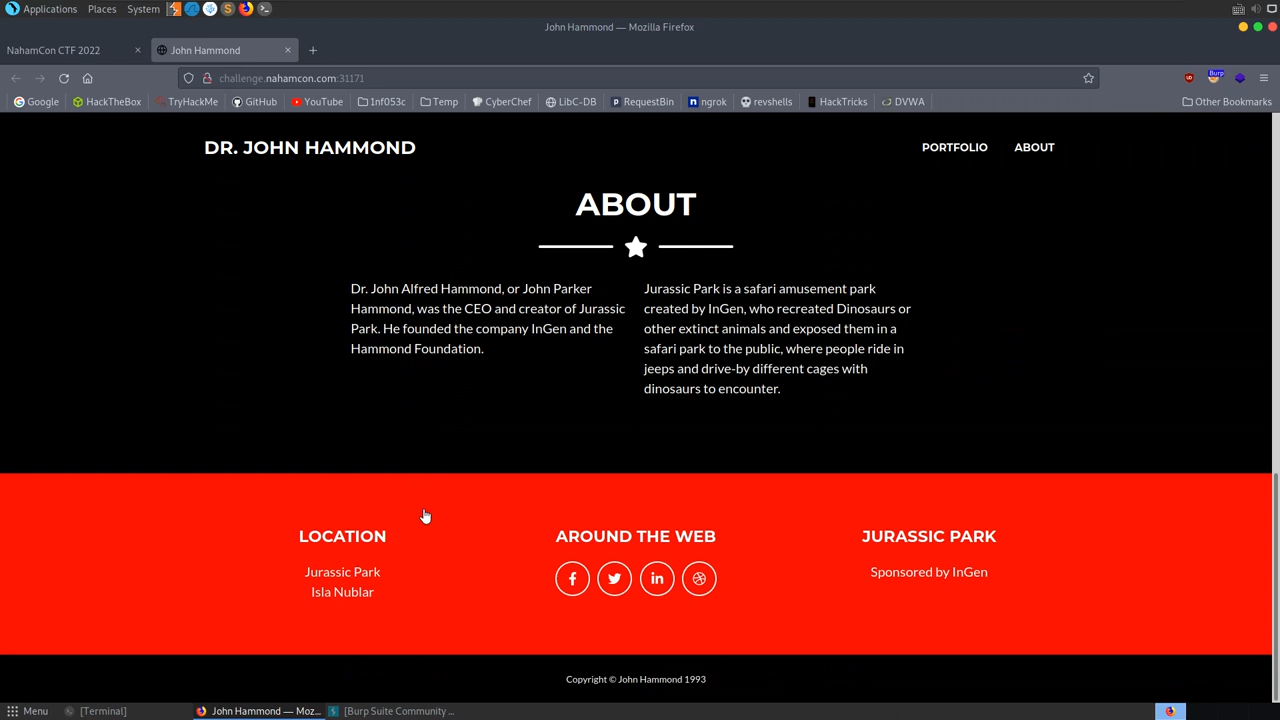 Applications Places System
John Hammond — Mozilla Firefox
NahamCon CTF 2022
John Hammond
challenge.nahamcon.com:31171
Burp
Google HackTheBox TryHackMe GitHub YouTube 1nf053c Temp CyberChef LibC-DB RequestBin ngrok revshells HackTricks DVWA Other Bookmarks
DR. JOHN HAMMOND
PORTFOLIO ABOUT
ABOUT
Dr. John Alfred Hammond, or John Parker
Hammond, was the CEO and creator of Jurassic
Park. He founded the company InGen and the
Hammond Foundation.
Jurassic Park is a safari amusement park
created by InGen, who recreated Dinosaurs or
other extinct animals and exposed them in a
safari park to the public, where people ride in
jeeps and drive-by different cages with
dinosaurs to encounter.
LOCATION
Jurassic Park
Isla Nublar
AROUND THE WEB
JURASSIC PARK
Sponsored by InGen
Copyright © John Hammond 1993
Menu [Terminal] John Hammond — Moz... [Burp Suite Community ...